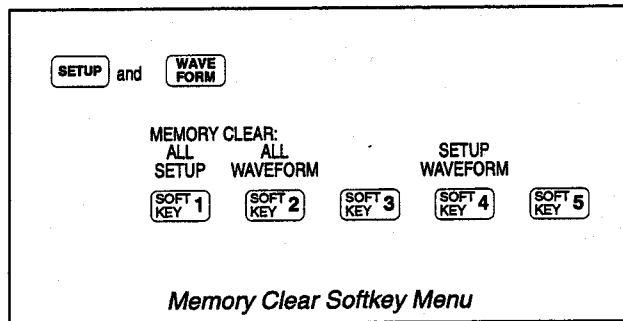 SETUP and WAVE FORM
MEMORY CLEAR:
ALL SETUP ALL WAVEFORM SETUP WAVEFORM
SOFT KEY 1 SOFT KEY 2 SOFT KEY 3 SOFT KEY 4 SOFT KEY 5
Memory Clear Softkey Menu